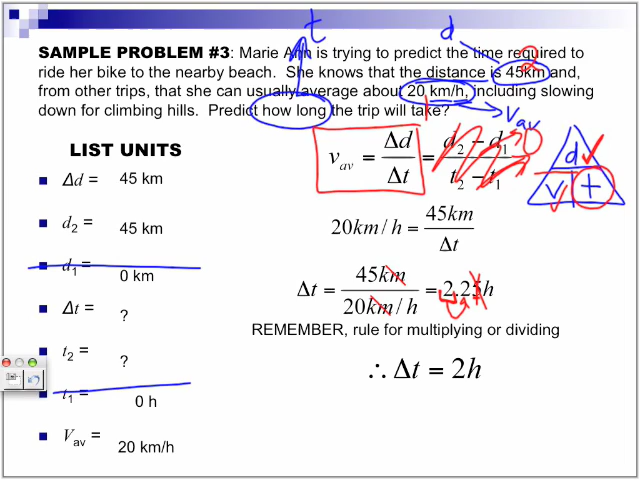 t
d
SAMPLE PROBLEM #3: Marie Ann is trying to predict the time required to
ride her bike to the nearby beach. She knows that the distance is 45km and,
from other trips, that she can usually average about 20 km/h, including slowing
down for climbing hills. Predict how long the trip will take?
2
1
Vav
LIST UNITS
Δd = 45 km
d2 = 45 km
d1 = 0 km
Δt = ?
t2 = ?
t1 = 0 h
Vav = 20 km/h
vav = Δd/Δt = d2 − d1 / t2 − t1
d
v t
20km/h = 45km/Δt
Δt = 45km / 20km/h = 2.25h
REMEMBER, rule for multiplying or dividing
∴ Δt = 2h